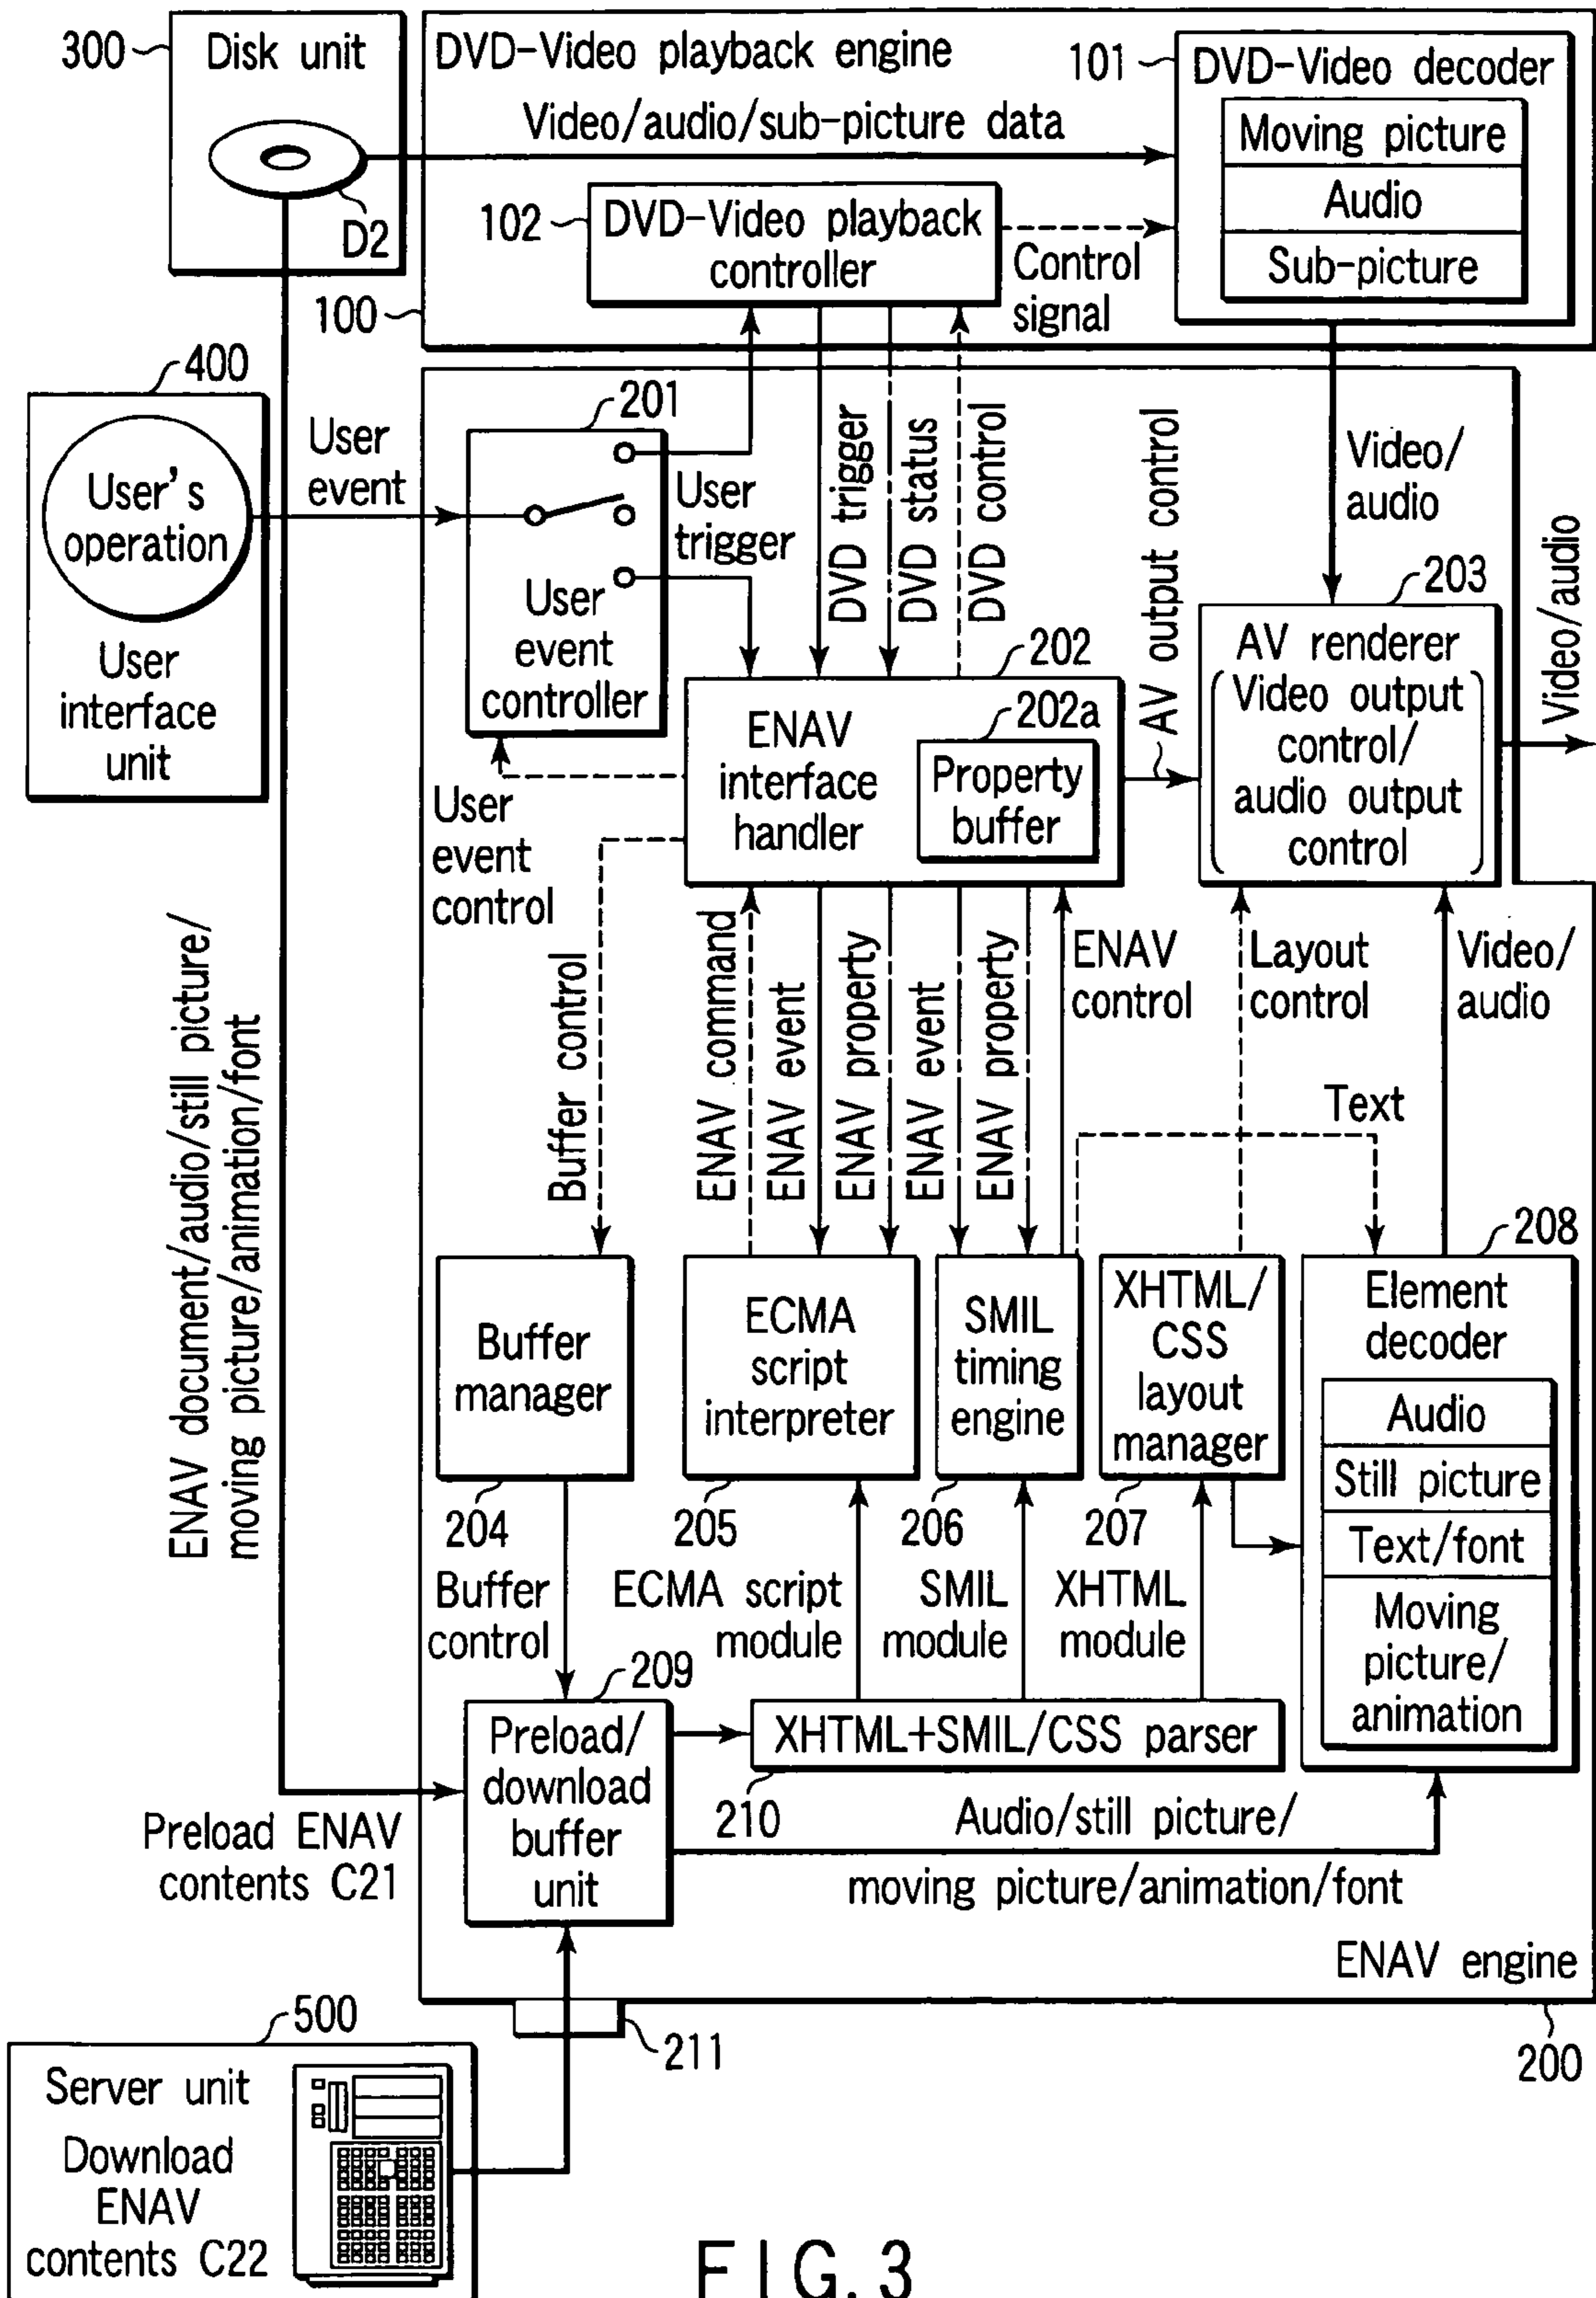 300
Disk unit
D2
DVD-Video playback engine
101
DVD-Video decoder
Moving picture
Audio
Sub-picture
Video/audio/sub-picture data
102
DVD-Video playback
controller
Control
signal
100
400
User's
operation
User
interface
unit
User
event
201
User
event
controller
User
trigger
DVD trigger
DVD status
DVD control
AV output control
Video/
audio
203
AV renderer
Video output
control/
audio output
control
Video/audio
202
ENAV
interface
handler
202a
Property
buffer
User
event
control
Buffer control
ENAV command
ENAV event
ENAV property
ENAV event
ENAV property
ENAV
control
Layout
control
Video/
audio
Text
ENAV document/audio/still picture/
moving picture/animation/font
Buffer
manager
204
ECMA
script
interpreter
205
SMIL
timing
engine
206
XHTML/
CSS
layout
manager
207
208
Element
decoder
Audio
Still picture
Text/font
Moving
picture/
animation
Buffer
control
ECMA script
module
SMIL
module
XHTML
module
209
Preload/
download
buffer
unit
XHTML+SMIL/CSS parser
210
Audio/still picture/
moving picture/animation/font
Preload ENAV
contents C21
ENAV engine
200
211
500
Server unit
Download
ENAV
contents C22
FIG. 3